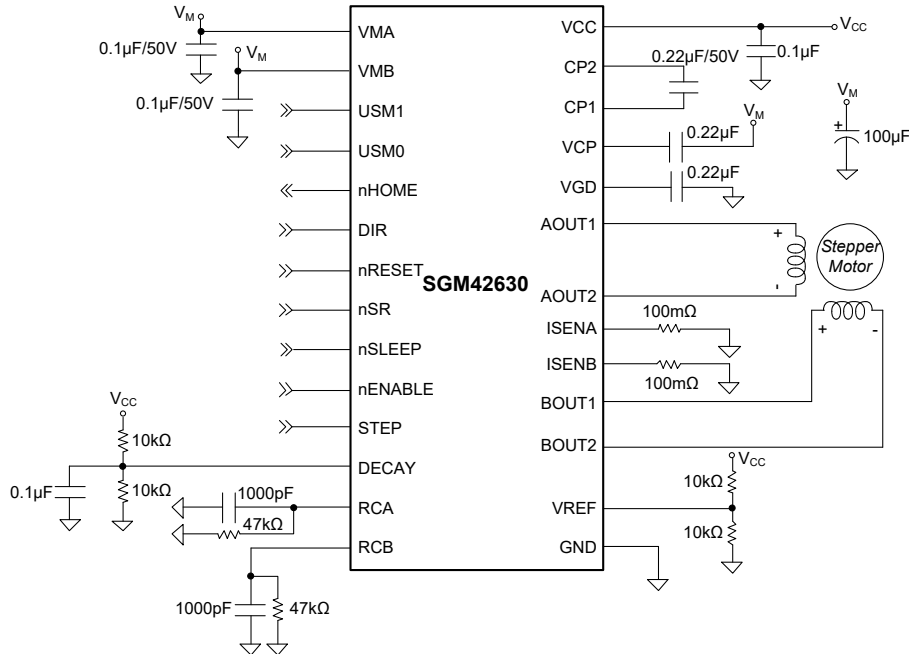 VM
VMA
0.1µF/50V
VM
VMB
0.1µF/50V
USM1
USM0
nHOME
DIR
nRESET
nSR
nSLEEP
nENABLE
STEP
VCC
10kΩ
DECAY
0.1µF
10kΩ
1000pF
RCA
47kΩ
RCB
1000pF
47kΩ
SGM42630
VCC
VCC
0.22µF/50V
0.1µF
CP2
CP1
VM
VM
0.22µF
VCP
100µF
+
0.22µF
VGD
AOUT1
+
Stepper
Motor
-
AOUT2
100mΩ
ISENA
+
-
ISENB
100mΩ
BOUT1
BOUT2
VCC
10kΩ
VREF
10kΩ
GND